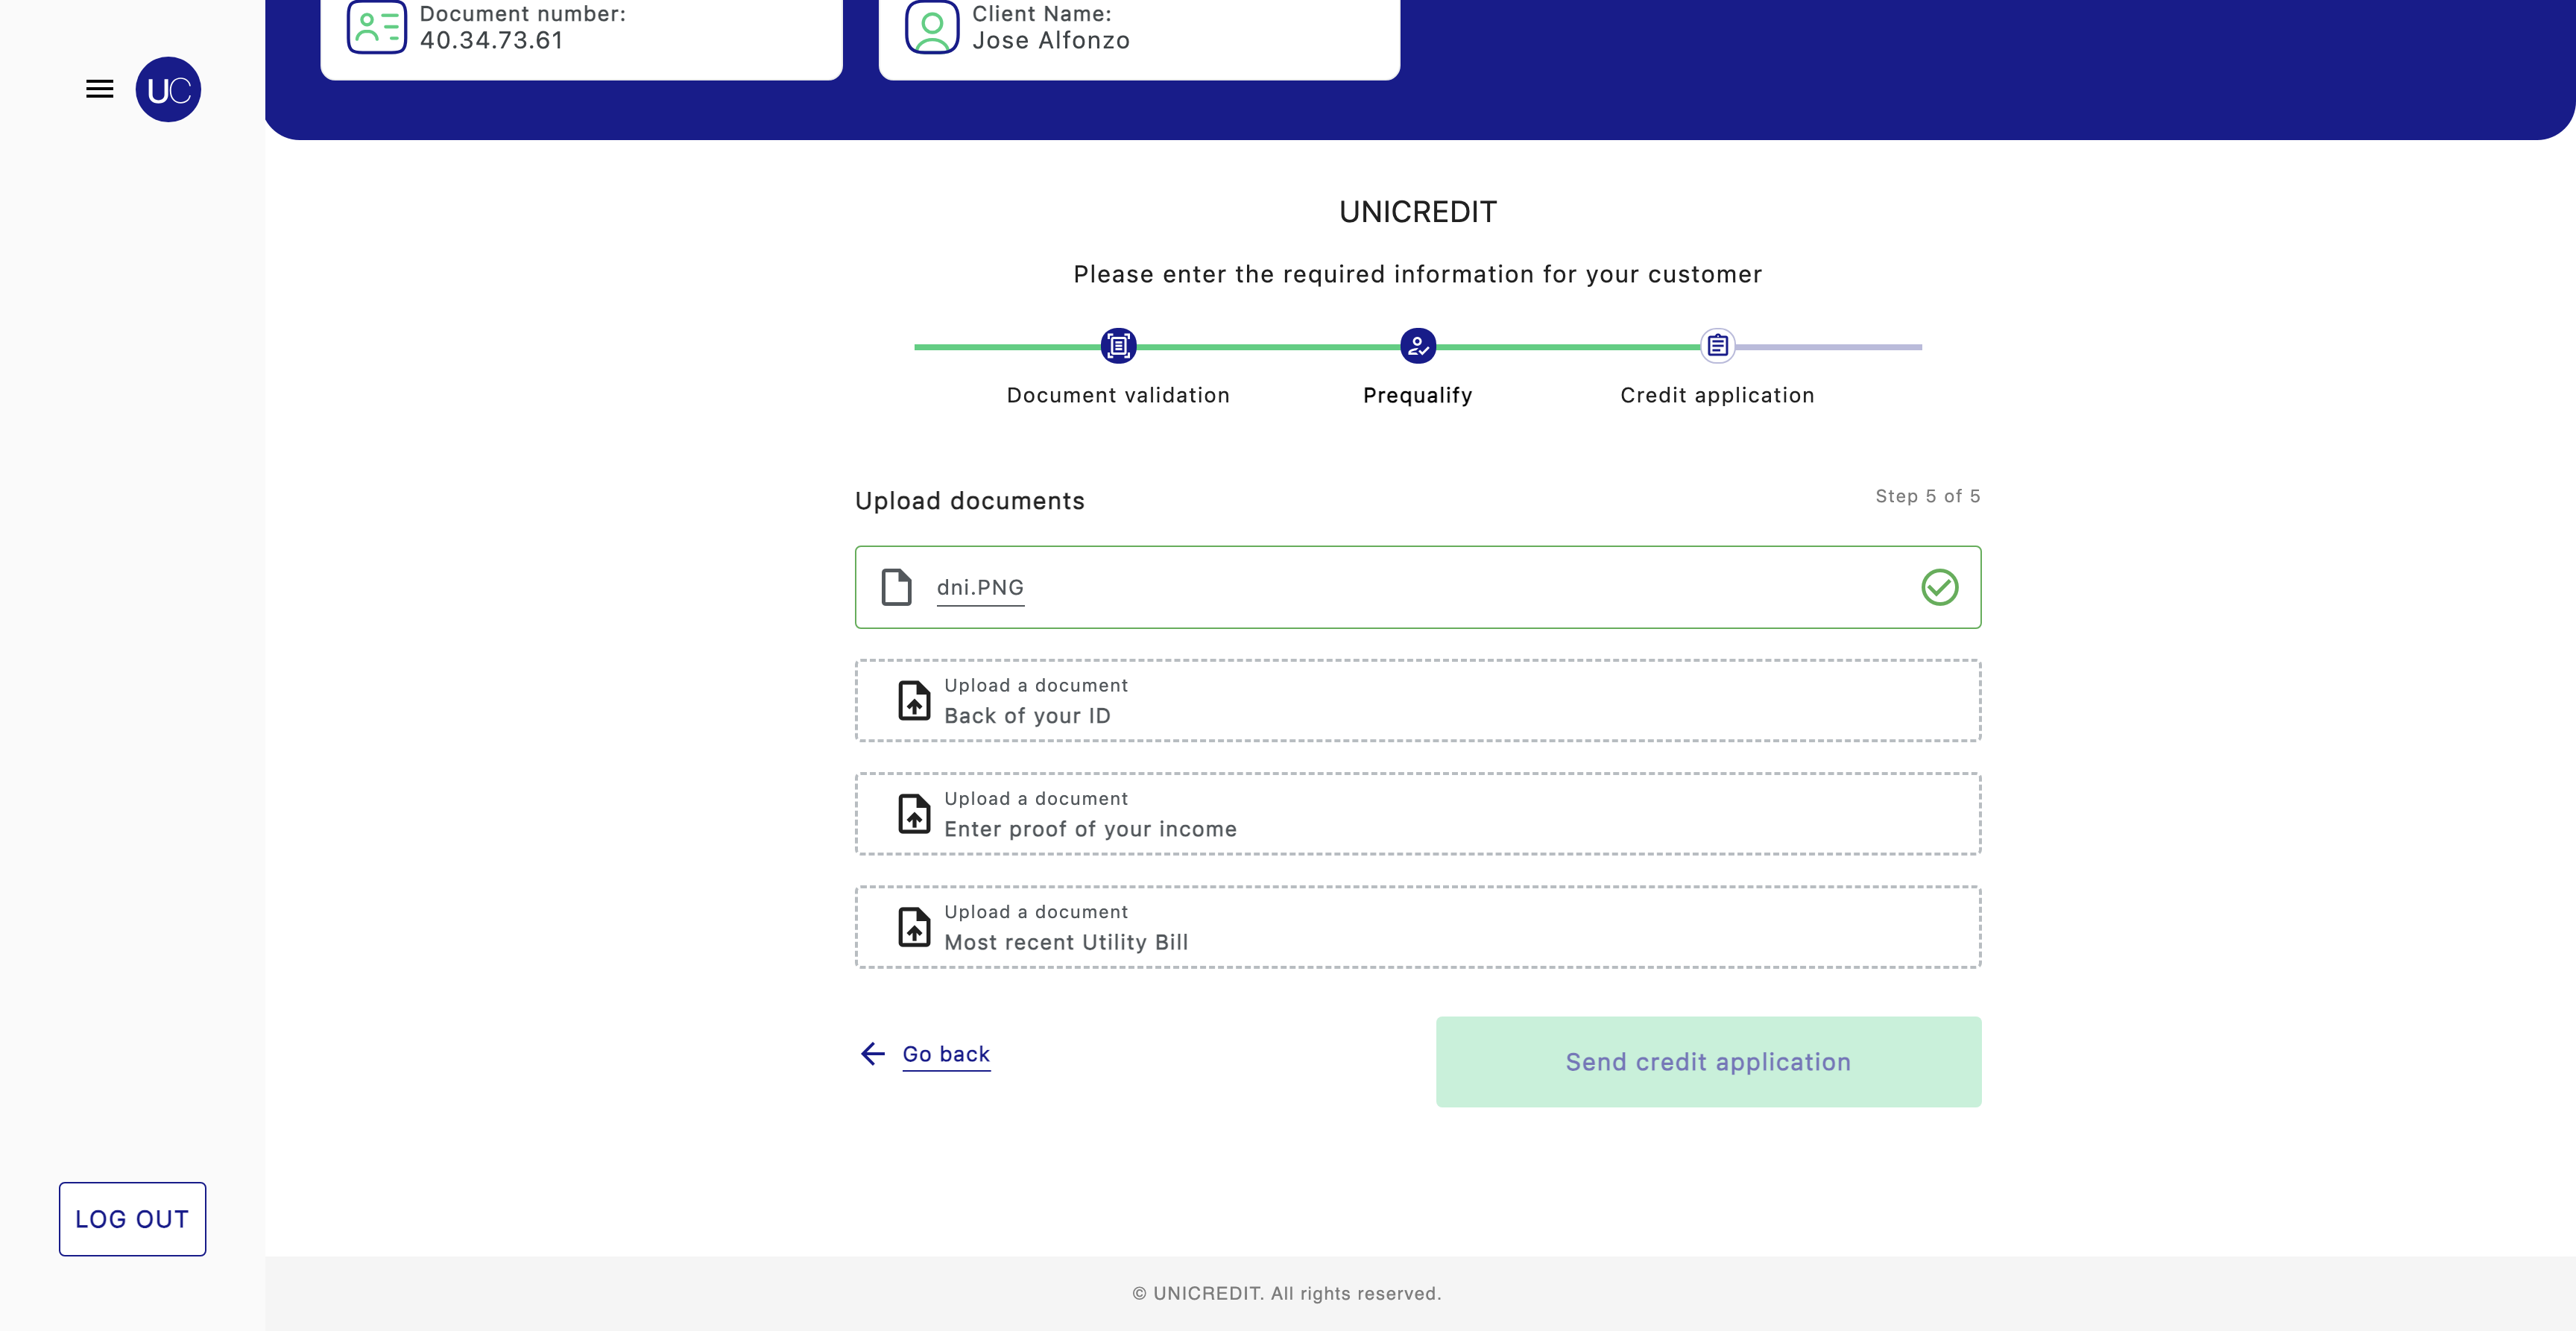 Document number:
40.34.73.61
Client Name:
Jose Alfonzo
UC
UNICREDIT
Please enter the required information for your customer
Document validation
Prequalify
Credit application
Upload documents
Step 5 of 5
dni.PNG
Upload a document
Back of your ID
Upload a document
Enter proof of your income
Upload a document
Most recent Utility Bill
Go back
Send credit application
LOG OUT
© UNICREDIT. All rights reserved.